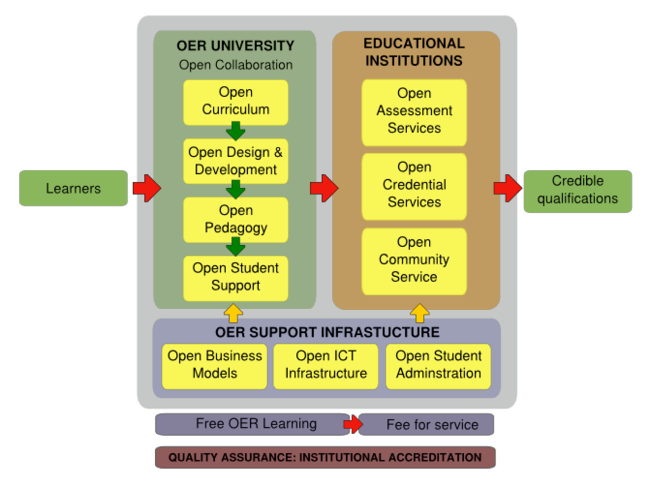 OER UNIVERSITY
Open Collaboration
Open
Curriculum
Open Design &
Development
Open
Pedagogy
Open Student
Support
EDUCATIONAL
INSTITUTIONS
Open
Assessment
Services
Open
Credential
Services
Open
Community
Service
Learners
Credible
qualifications
OER SUPPORT INFRASTUCTURE
Open Business
Models
Open ICT
Infrastructure
Open Student
Adminstration
Free OER Learning
Fee for service
QUALITY ASSURANCE: INSTITUTIONAL ACCREDITATION